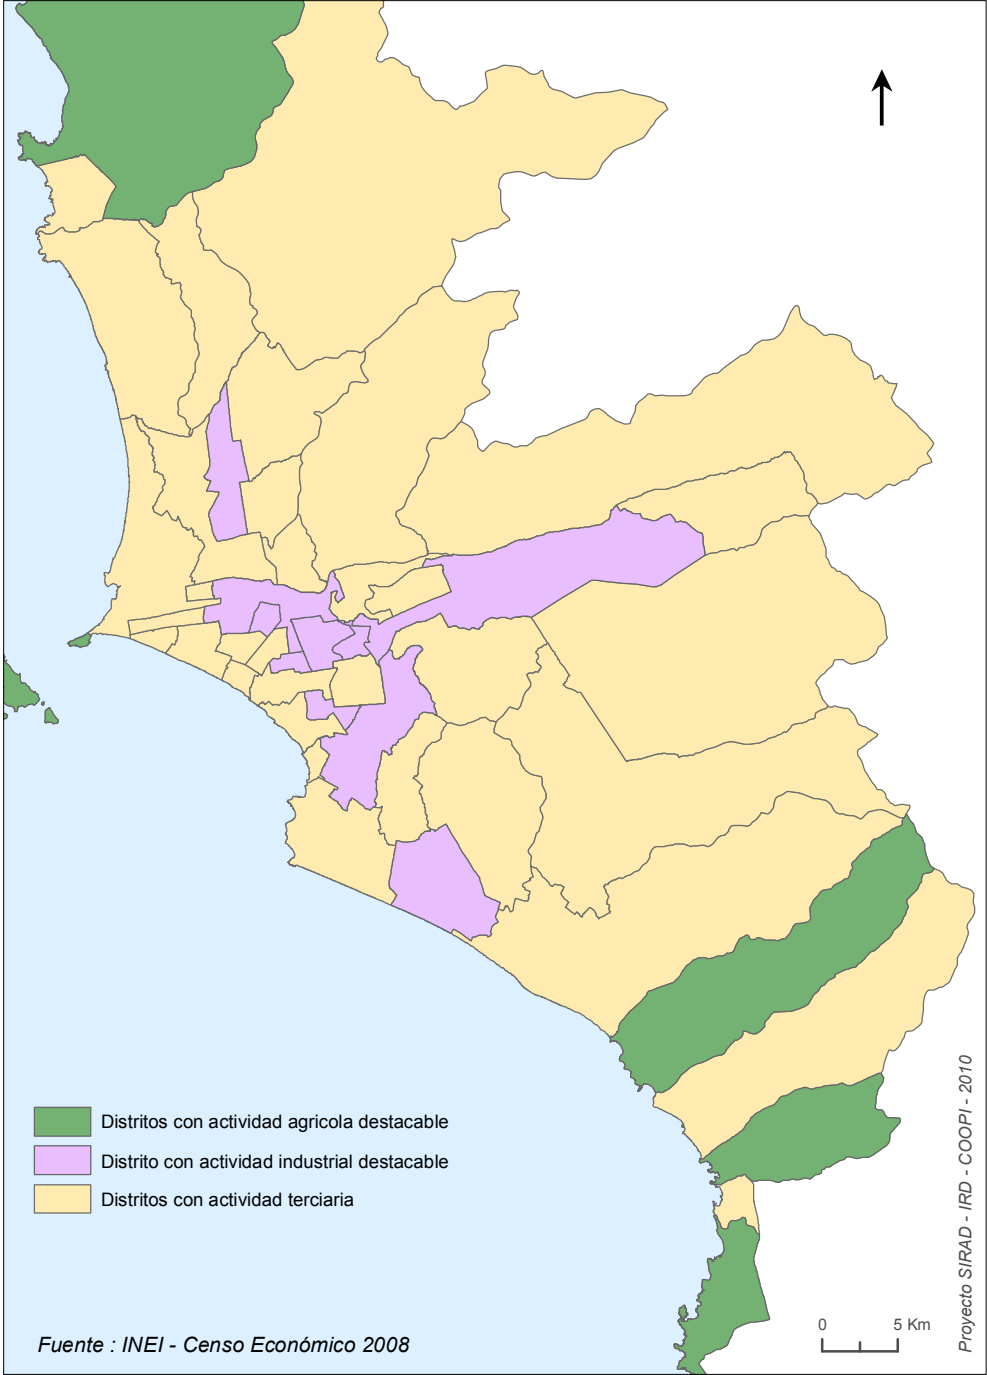 Distritos con actividad agricola destacable
Distrito con actividad industrial destacable
Distritos con actividad terciaria
Fuente : INEI - Censo Económico 2008
0 5 Km
Proyecto SIRAD - IRD - COOPI - 2010